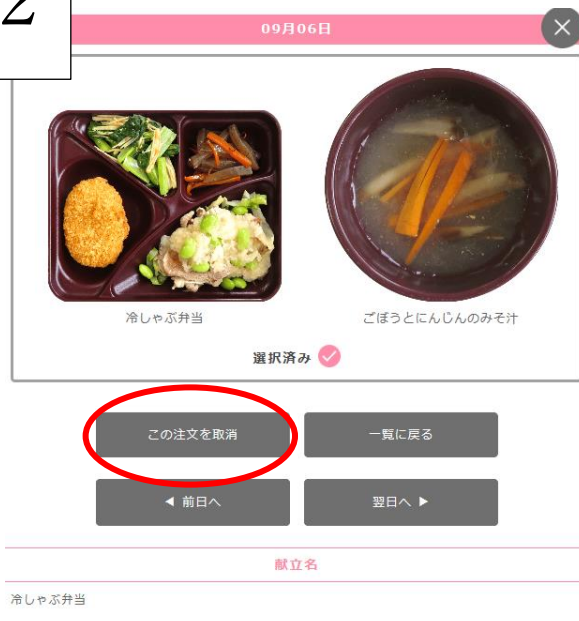 2
09月06日
×
冷しゃぶ弁当
ごぼうとにんじんのみそ汁
選択済み
この注文を取消
一覧に戻る
◀ 前日へ
翌日へ ▶
献立名
冷しゃぶ弁当